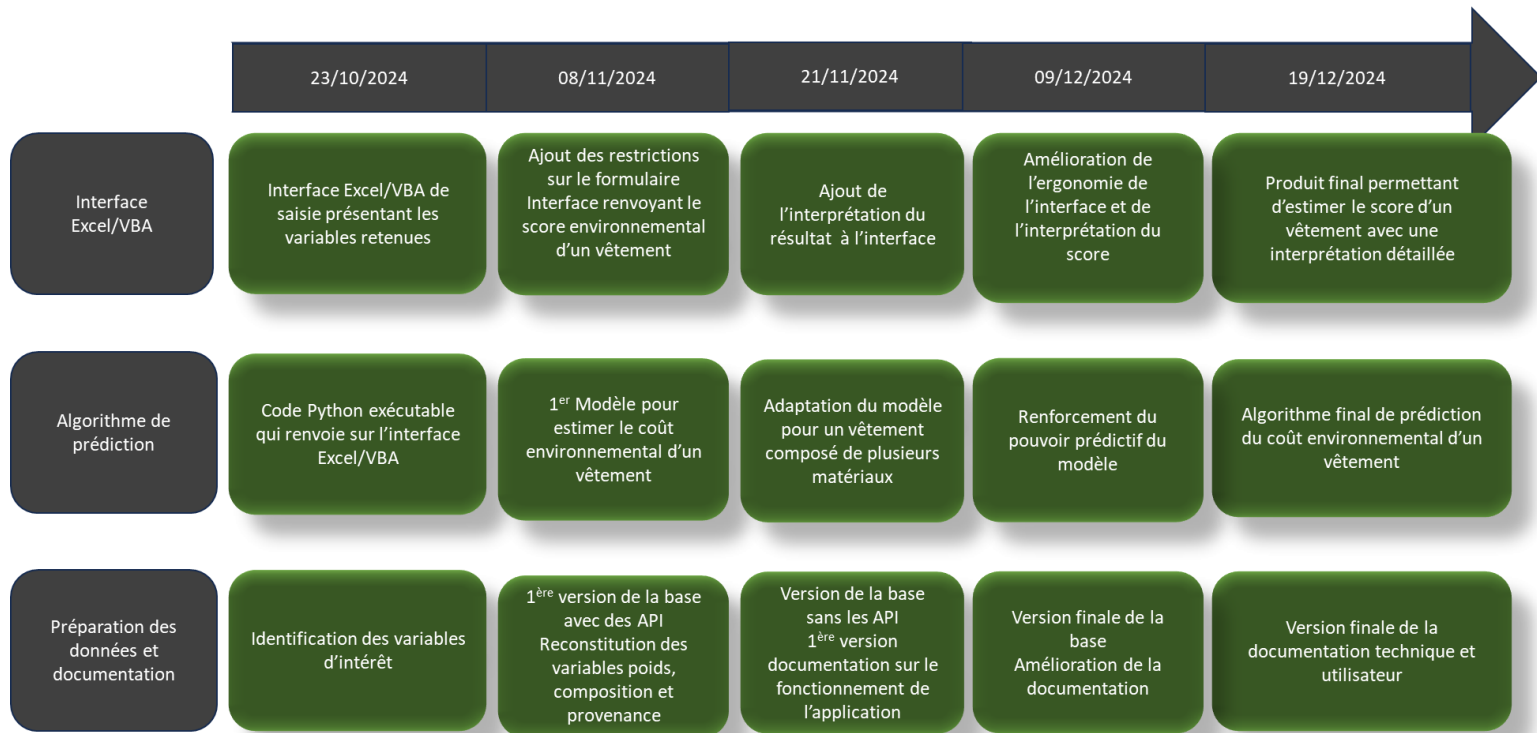 23/10/2024
08/11/2024
21/11/2024
09/12/2024
19/12/2024
Interface
Excel/VBA
Interface Excel/VBA de
saisie présentant les
variables retenues
Ajout des restrictions
sur le formulaire
Interface renvoyant le
score environnemental
d’un vêtement
Ajout de
l’interprétation du
résultat à l’interface
Amélioration de
l’ergonomie de
l’interface et de
l’interprétation du
score
Produit final permettant
d’estimer le score d’un
vêtement avec une
interprétation détaillée
Algorithme de
prédiction
Code Python exécutable
qui renvoie sur l’interface
Excel/VBA
1er Modèle pour
estimer le coût
environnemental d’un
vêtement
Adaptation du modèle
pour un vêtement
composé de plusieurs
matériaux
Renforcement du
pouvoir prédictif du
modèle
Algorithme final de prédiction
du coût environnemental d’un
vêtement
Préparation des
données et
documentation
Identification des variables
d’intérêt
1ère version de la base
avec des API
Reconstitution des
variables poids,
composition et
provenance
Version de la base
sans les API
1ère version
documentation sur le
fonctionnement de
l’application
Version finale de la
base
Amélioration de la
documentation
Version finale de la
documentation technique et
utilisateur